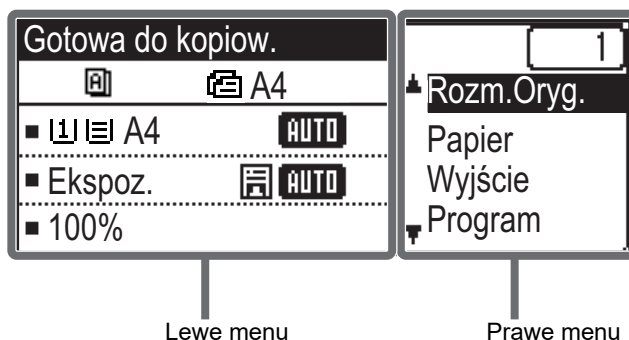 Gotowa do kopiow.
A A4
1 A4 AUTO
Ekspoz. AUTO
100%
1
Rozm.Oryg.
Papier
Wyjście
Program
Lewe menu
Prawe menu